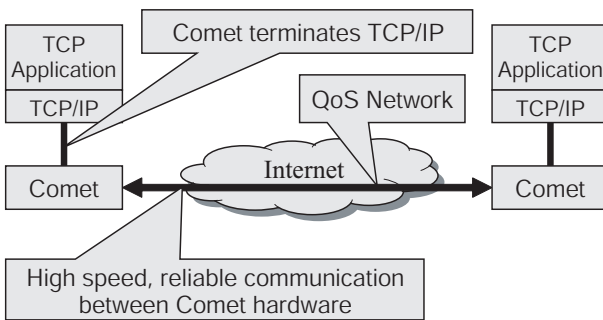 Comet terminates TCP/IP
TCP
Application
TCP/IP
TCP
Application
TCP/IP
QoS Network
Internet
Comet
Comet
High speed, reliable communication
between Comet hardware